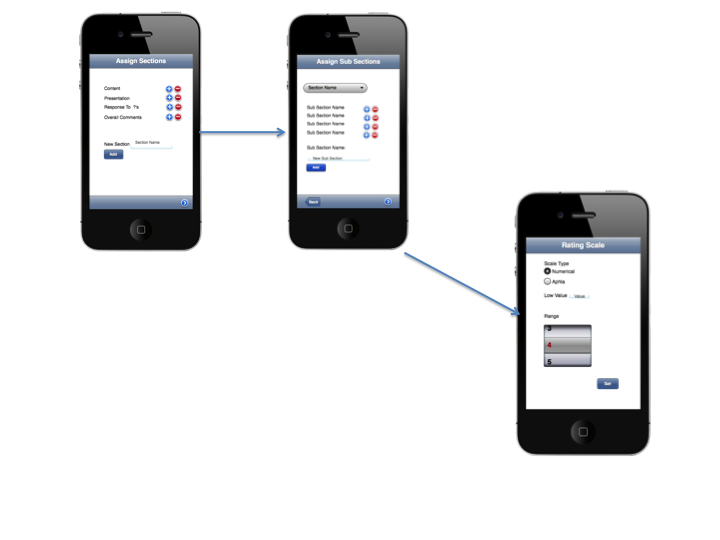 Assign Sections
Content
Presentation
Response To ?'s
Overall Comments
New Section Section Name
Add
Assign Sub Sections
Section Name
Sub Section Name
Sub Section Name
Sub Section Name
Sub Section Name
Sub Section Name:
New Sub Section
Add
Back
Rating Scale
Scale Type
Numerical
Aphla
Low Value Value
Range
3
4
5
Set